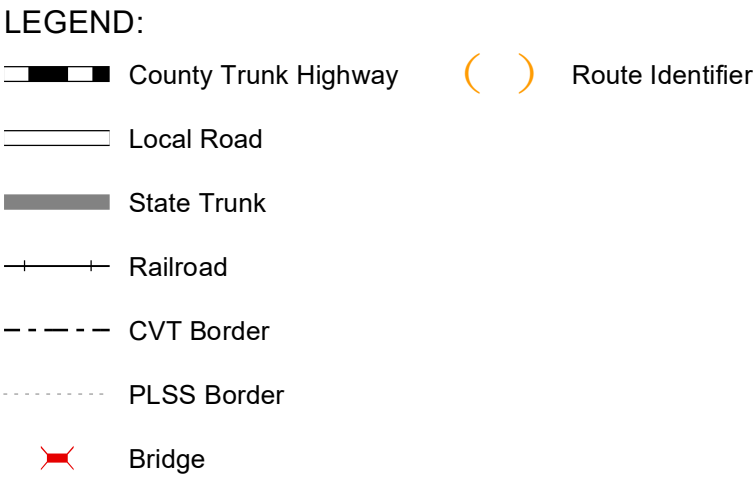 LEGEND:
County Trunk Highway
( ) Route Identifier
Local Road
State Trunk
Railroad
CVT Border
PLSS Border
Bridge